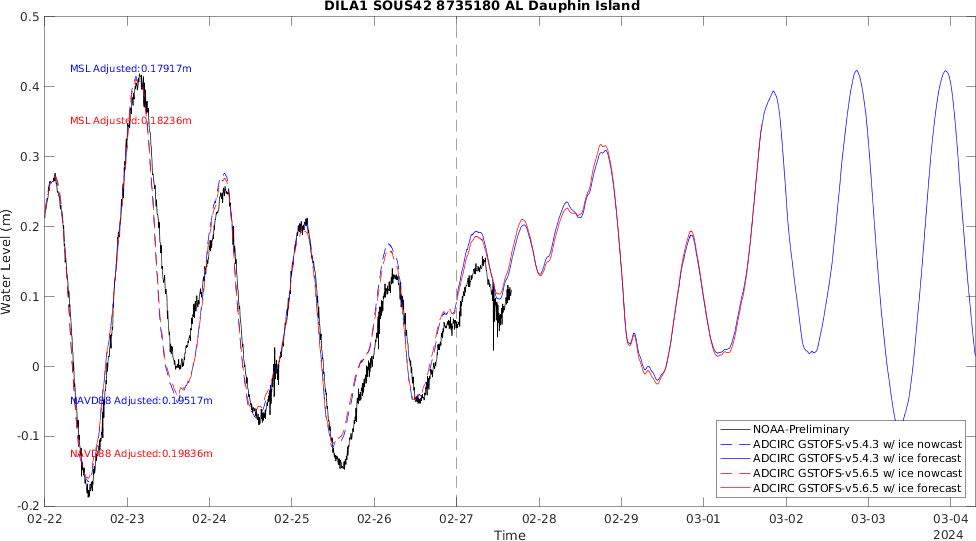 DILA1 SOUS42 8735180 AL Dauphin Island
0.5
0.4
0.3
0.2
0.1
0
-0.1
-0.2
Water Level (m)
MSL Adjusted:0.17917m
MSL Adjusted:0.18236m
NAVD88 Adjusted:0.19517m
NAVD88 Adjusted:0.19836m
NOAA-Preliminary
ADCIRC GSTOFS-v5.4.3 w/ ice nowcast
ADCIRC GSTOFS-v5.4.3 w/ ice forecast
ADCIRC GSTOFS-v5.6.5 w/ ice nowcast
ADCIRC GSTOFS-v5.6.5 w/ ice forecast
02-22 02-23 02-24 02-25 02-26 02-27 02-28 02-29 03-01 03-02 03-03 03-04
Time
2024